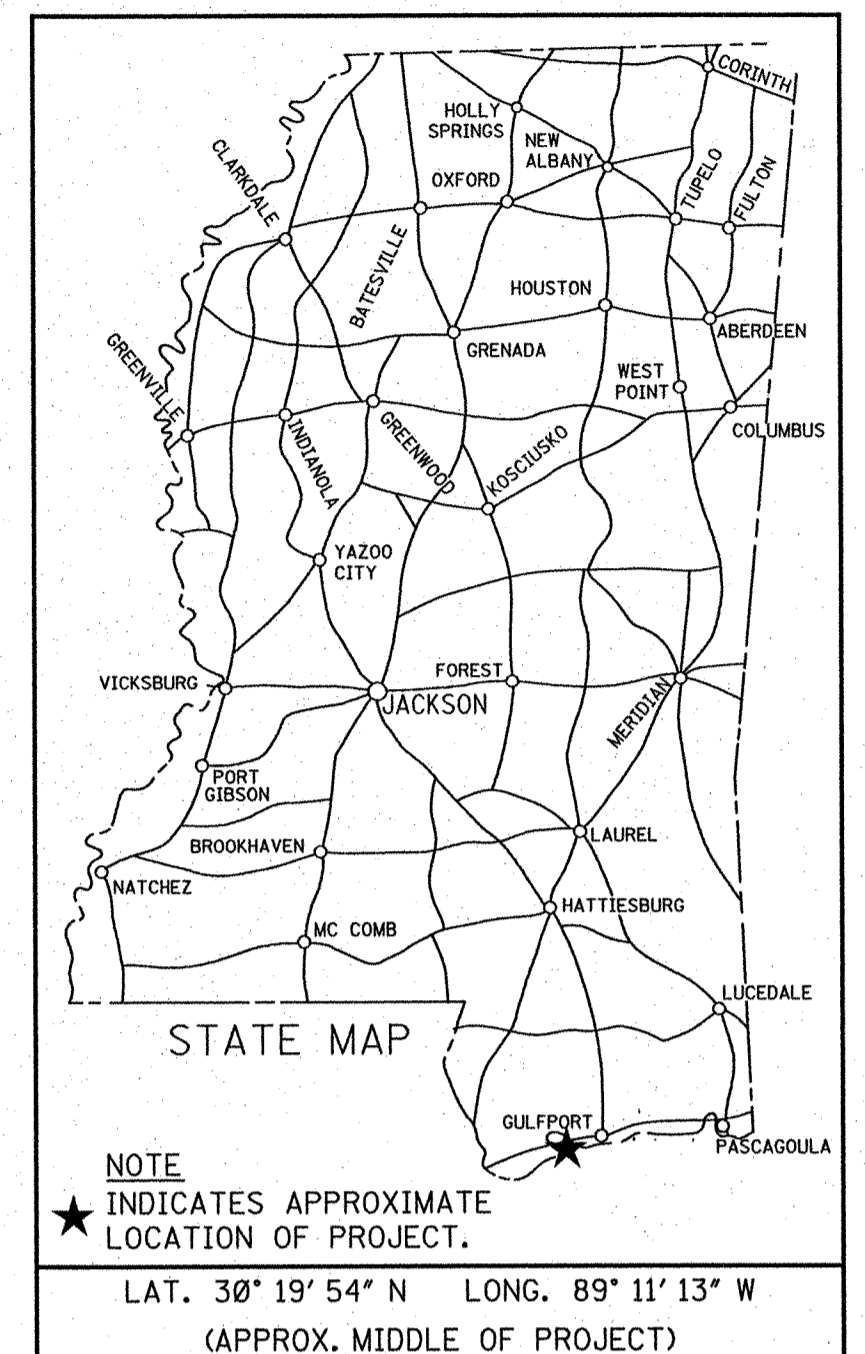 CORINTH
HOLLY
SPRINGS
NEW
ALBANY
CLARKDALE
OXFORD
TUPELO
FULTON
BATESVILLE
HOUSTON
ABERDEEN
GRENADA
GREENVILLE
WEST
POINT
COLUMBUS
INDIANOLA
GREENWOOD
KOSCIUSKO
YAZOO
CITY
VICKSBURG
FOREST
JACKSON
MERIDIAN
PORT
GIBSON
BROOKHAVEN
LAUREL
NATCHEZ
HATTIESBURG
MC COMB
LUCEDALE
STATE MAP
GULFPORT
PASCAGOULA
NOTE
INDICATES APPROXIMATE
LOCATION OF PROJECT.
LAT. 30° 19' 54" N LONG. 89° 11' 13" W
(APPROX. MIDDLE OF PROJECT)